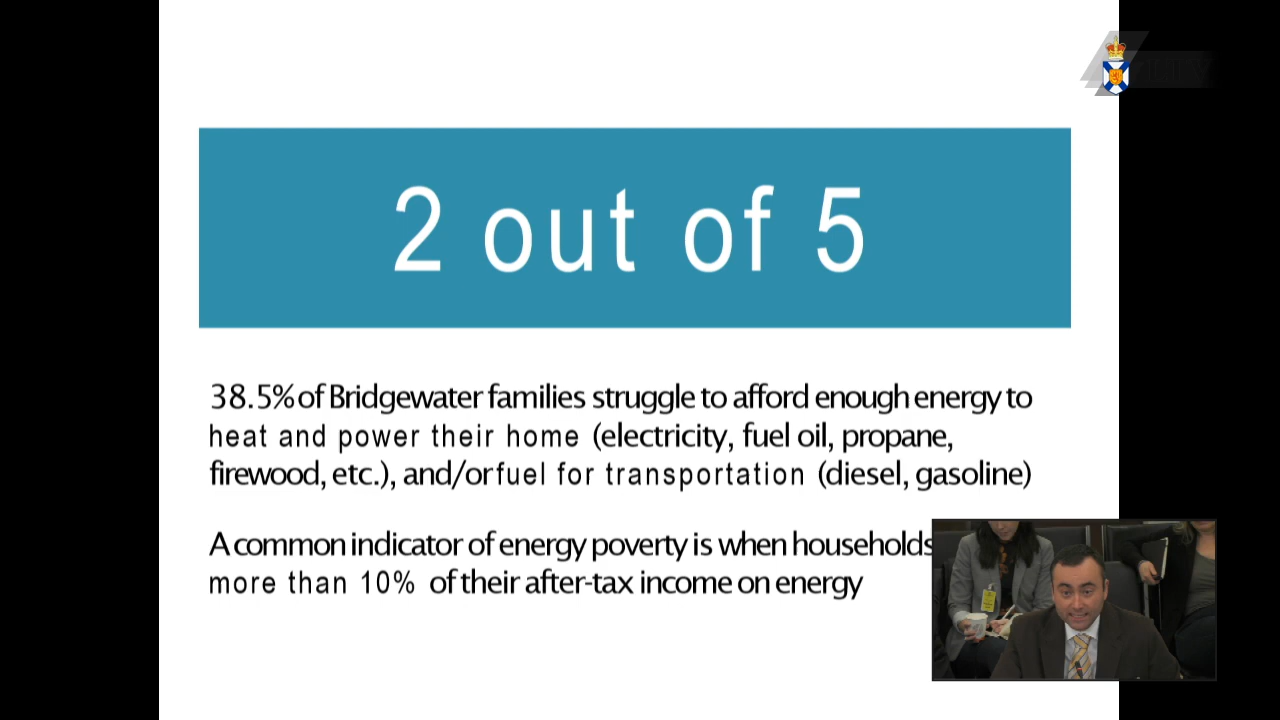 2 out of 5
38.5% of Bridgewater families struggle to afford enough energy to
heat and power their home (electricity, fuel oil, propane,
firewood, etc.), and/or fuel for transportation (diesel, gasoline)
A common indicator of energy poverty is when households
more than 10% of their after-tax income on energy